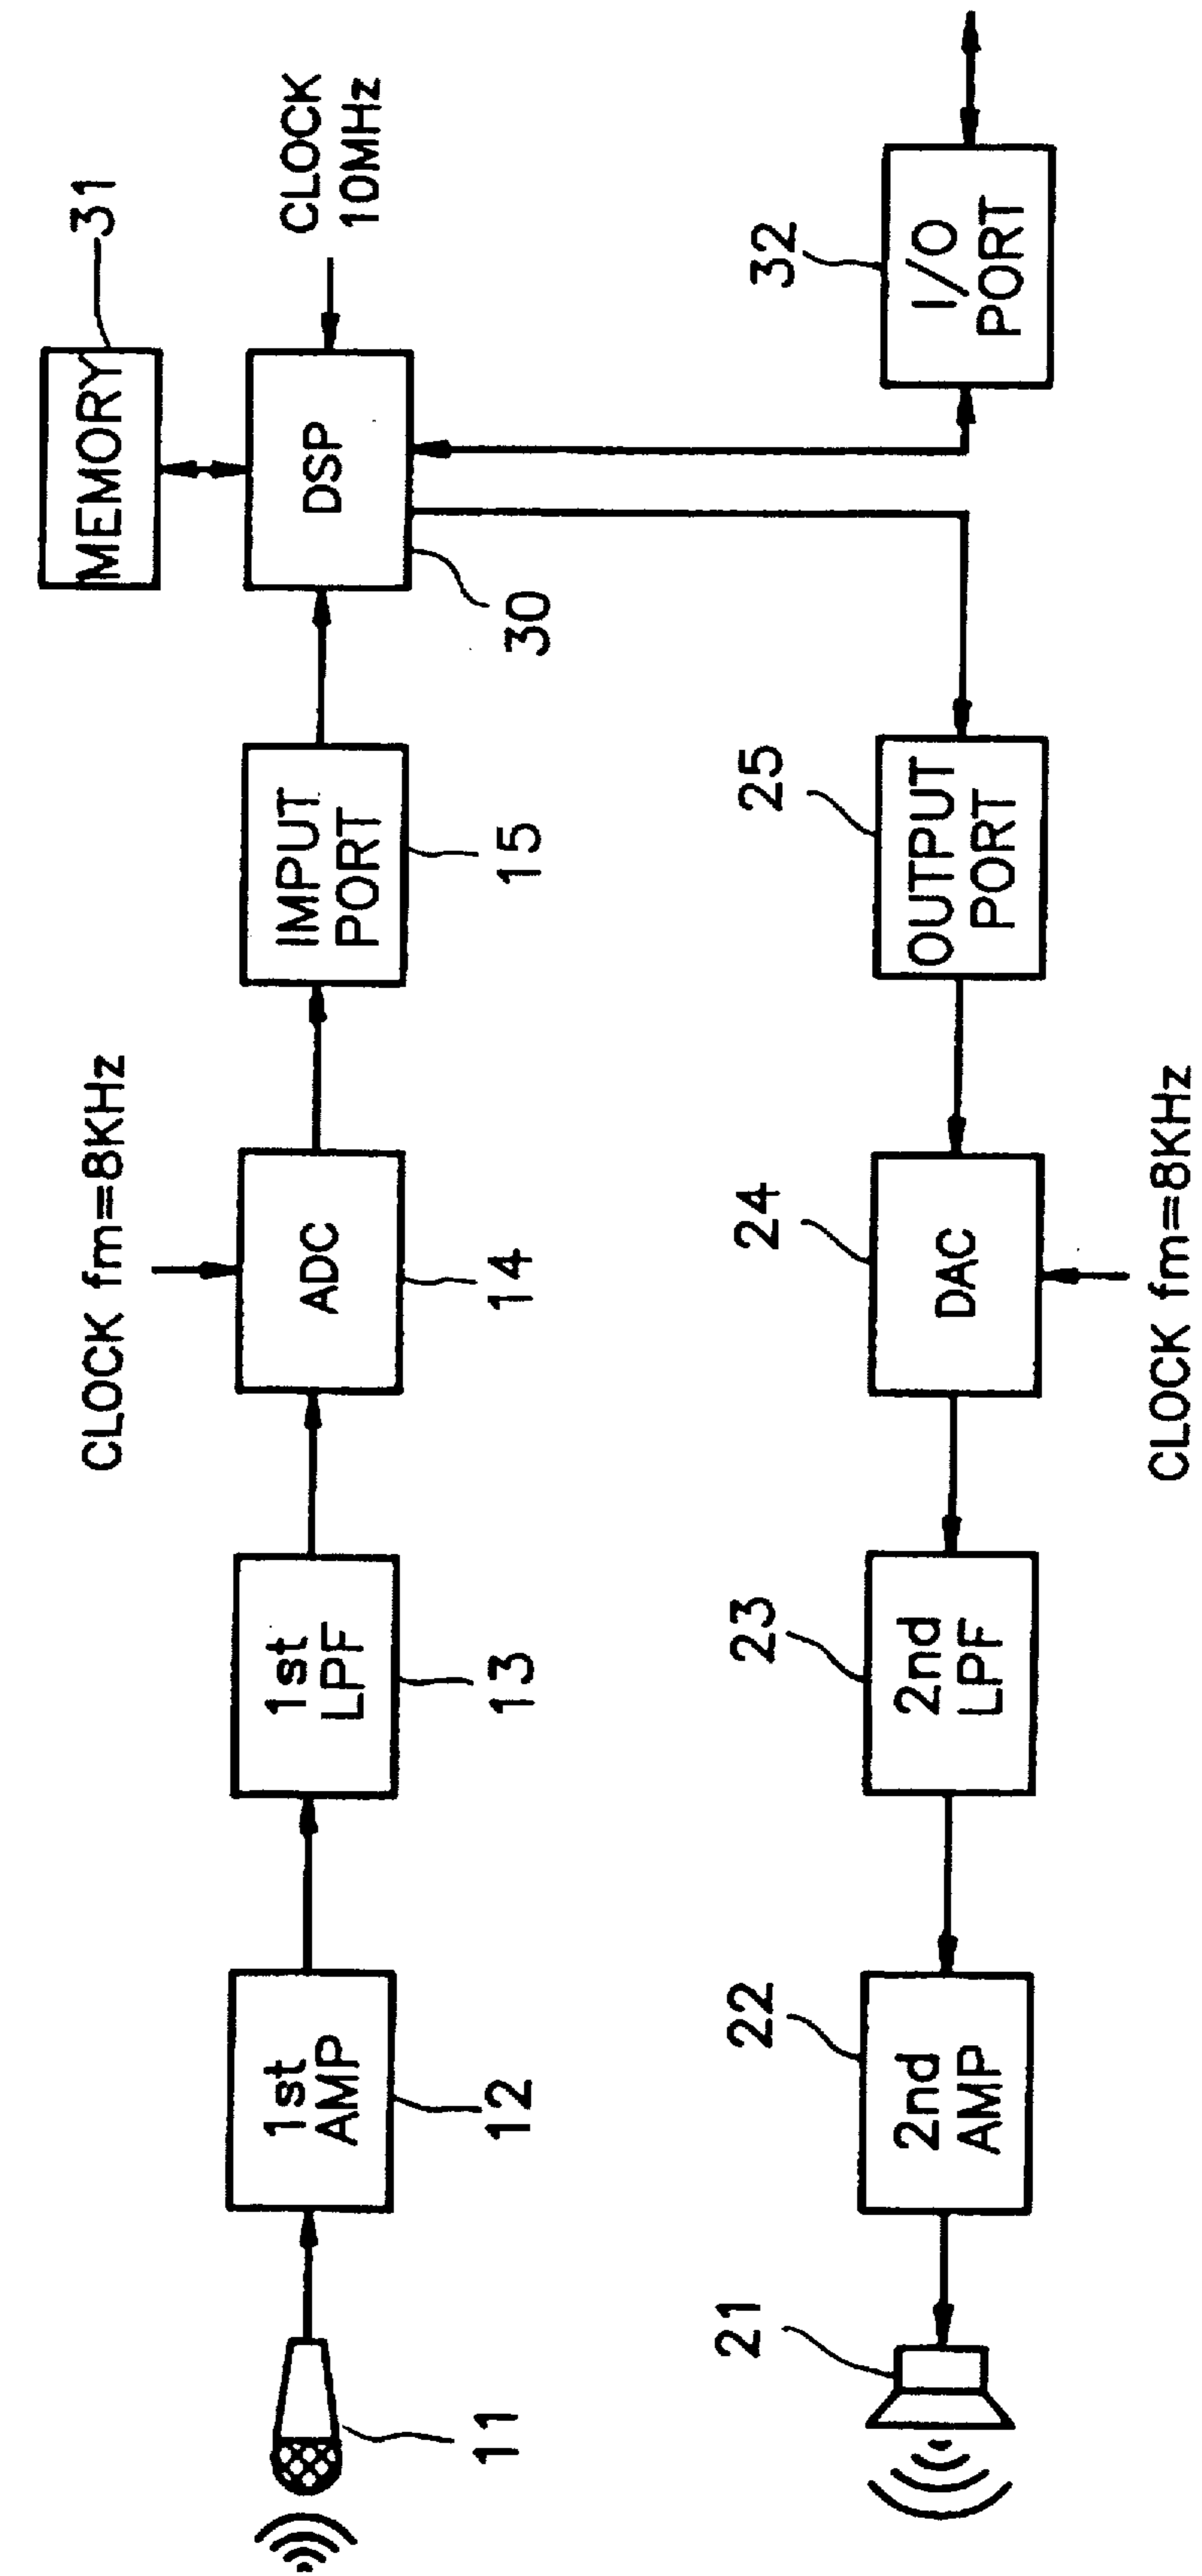 MEMORY
31
CLOCK
10MHz
CLOCK fm=8KHz
1st
AMP
1st
LPF
ADC
IMPUT
PORT
DSP
11
12
13
14
15
30
21
22
23
24
25
32
2nd
AMP
2nd
LPF
DAC
OUTPUT
PORT
I/O
PORT
CLOCK fm=8KHz